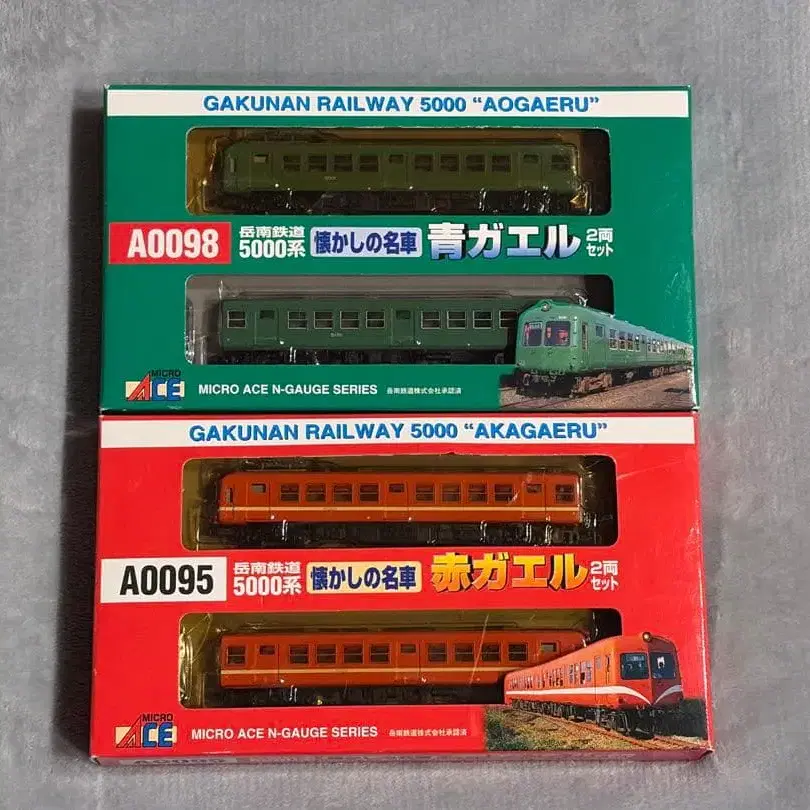 GAKUNAN RAILWAY 5000 "AOGAERU"
A0098
岳南鉄道
5000系
懐かしの名車
青ガエル
2両
セット
MICRO
ACE
MICRO ACE N-GAUGE SERIES
岳南鉄道株式会社承認済
GAKUNAN RAILWAY 5000 "AKAGAERU"
A0095
岳南鉄道
5000系
懐かしの名車
赤ガエル
2両
セット
MICRO
ACE
MICRO ACE N-GAUGE SERIES
岳南鉄道株式会社承認済